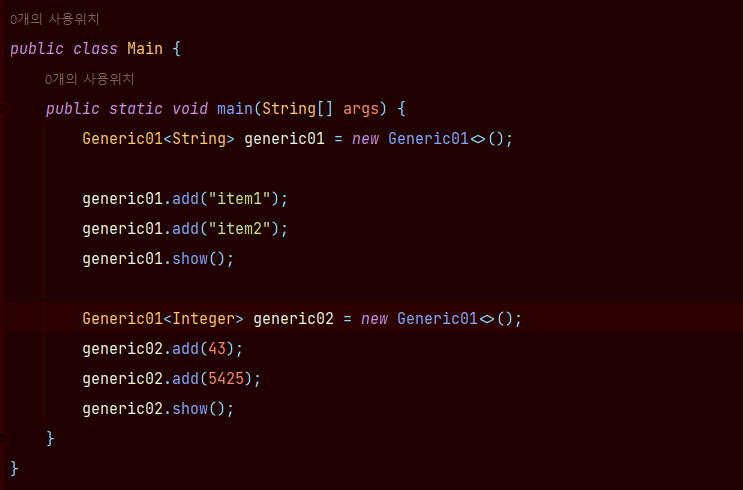 0개의 사용위치
public class Main {
0개의 사용위치
public static void main(String[] args) {
Generic01<String> generic01 = new Generic01<>();
generic01.add("item1");
generic01.add("item2");
generic01.show();
Generic01<Integer> generic02 = new Generic01<>();
generic02.add(43);
generic02.add(5425);
generic02.show();
}
}